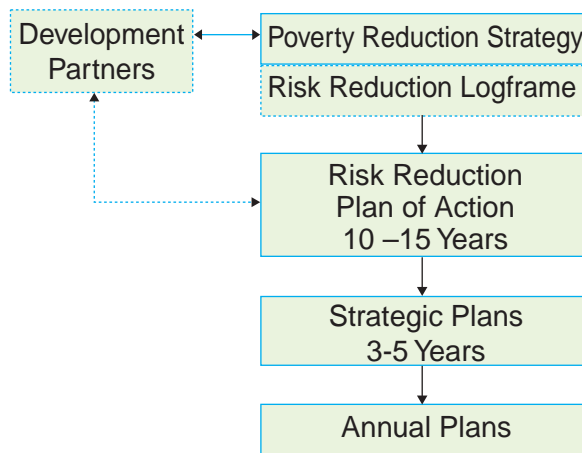 Development
Partners
Poverty Reduction Strategy
Risk Reduction Logframe
Risk Reduction
Plan of Action
10 –15 Years
Strategic Plans
3-5 Years
Annual Plans